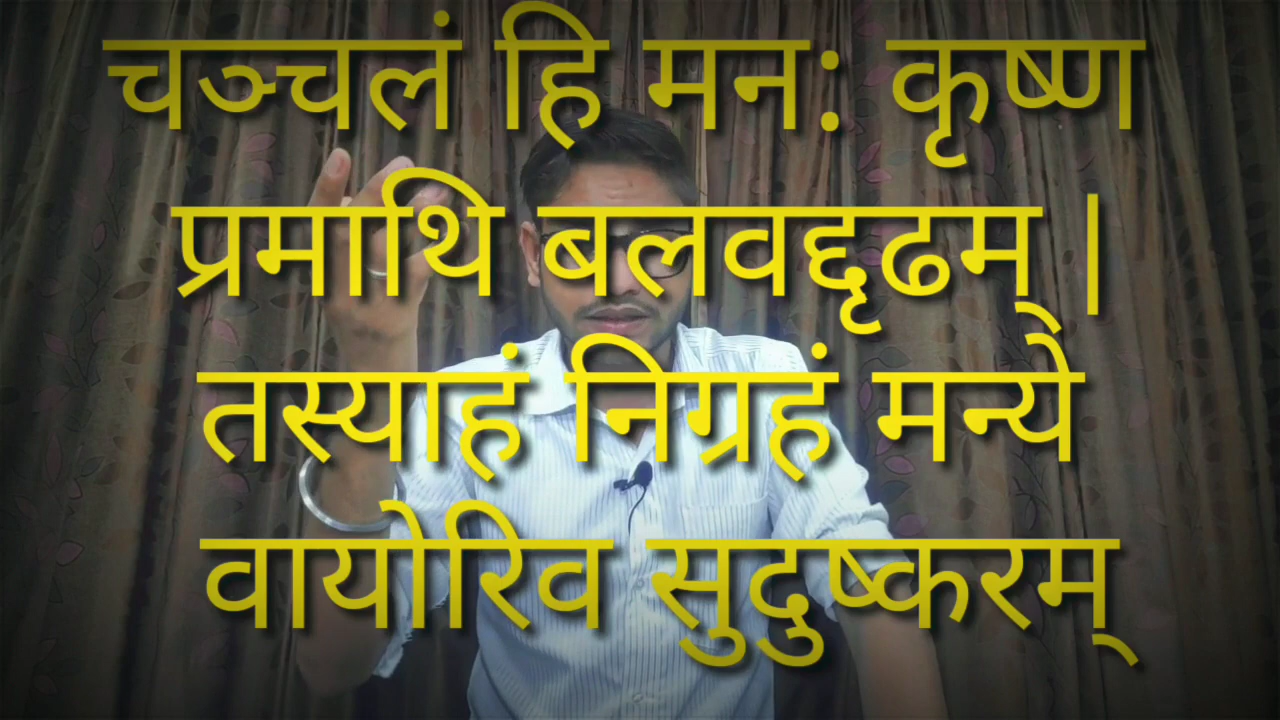 चञ्चलं हि मन: कृष्ण
प्रमाथि बलवद्दृढम् |
तस्याहं निग्रहं मन्ये
वायोरिव सुदुष्करम्